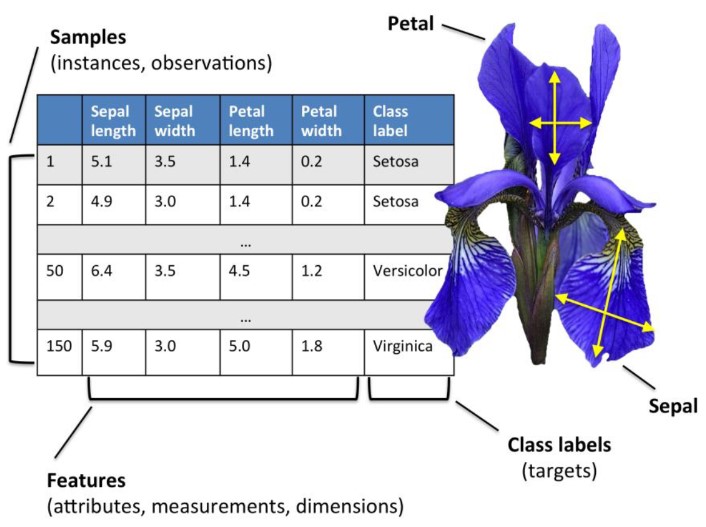 Samples
(instances, observations)
Petal
Sepal length Sepal width Petal length Petal width Class label
1 5.1 3.5 1.4 0.2 Setosa
2 4.9 3.0 1.4 0.2 Setosa
...
50 6.4 3.5 4.5 1.2 Versicolor
...
150 5.9 3.0 5.0 1.8 Virginica
Sepal
Class labels
(targets)
Features
(attributes, measurements, dimensions)